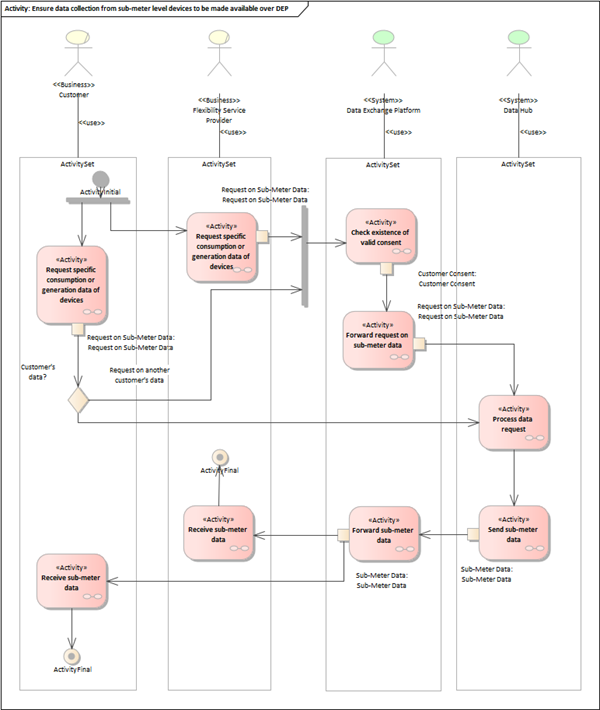 Activity: Ensure data collection from sub-meter level devices to be made available over DEP
<<Business>>
Customer
<<use>>
<<Business>>
Flexibility Service
Provider
<<use>>
<<System>>
Data Exchange Platform
<<use>>
<<System>>
Data Hub
<<use>>
ActivitySet
ActivitySet
ActivitySet
ActivitySet
ActivityInitial
Request on Sub-Meter Data:
Request on Sub-Meter Data
«Activity»
Request specific
consumption or
generation data of
devices
«Activity»
Request specific
consumption or
generation data of
devices
«Activity»
Check existence of
valid consent
Customer Consent:
Customer Consent
Request on Sub-Meter Data:
Request on Sub-Meter Data
«Activity»
Forward request on
sub-meter data
Request on Sub-Meter Data:
Request on Sub-Meter Data
Customer's
data?
Request on another
customer's data
«Activity»
Process data
request
ActivityFinal
«Activity»
Receive sub-meter
data
«Activity»
Forward sub-meter
data
«Activity»
Send sub-meter
data
Sub-Meter Data:
Sub-Meter Data
Sub-Meter Data:
Sub-Meter Data
«Activity»
Receive sub-meter
data
ActivityFinal